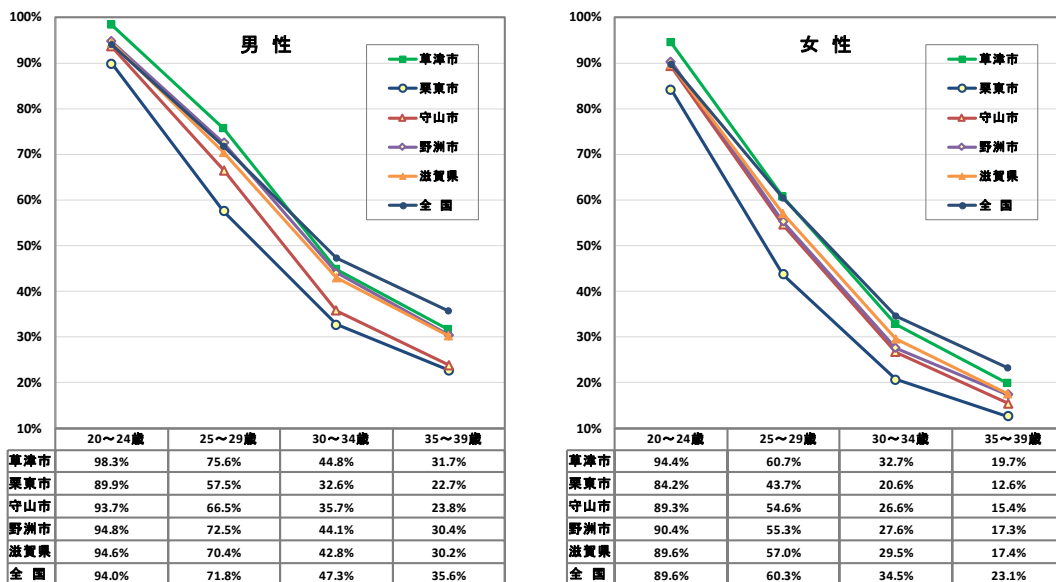 男 性
100%
90%
80%
70%
60%
50%
40%
30%
20%
10%
草津市
栗東市
守山市
野洲市
滋賀県
全 国
20～24歳 25～29歳 30～34歳 35～39歳
草津市 98.3% 75.6% 44.8% 31.7%
栗東市 89.9% 57.5% 32.6% 22.7%
守山市 93.7% 66.5% 35.7% 23.8%
野洲市 94.8% 72.5% 44.1% 30.4%
滋賀県 94.6% 70.4% 42.8% 30.2%
全 国 94.0% 71.8% 47.3% 35.6%
女 性
100%
90%
80%
70%
60%
50%
40%
30%
20%
10%
草津市
栗東市
守山市
野洲市
滋賀県
全 国
20～24歳 25～29歳 30～34歳 35～39歳
草津市 94.4% 60.7% 32.7% 19.7%
栗東市 84.2% 43.7% 20.6% 12.6%
守山市 89.3% 54.6% 26.6% 15.4%
野洲市 90.4% 55.3% 27.6% 17.3%
滋賀県 89.6% 57.0% 29.5% 17.4%
全 国 89.6% 60.3% 34.5% 23.1%